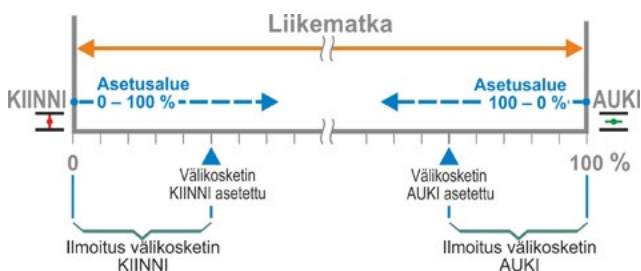 Liikematka
KIINNI
Asetusalue
0 – 100 %
Asetusalue
100 – 0 %
AUKI
0
Välikosketin
KIINNI asetettu
Välikosketin
AUKI asetettu
100 %
Ilmoitus välikosketin
KIINNI
Ilmoitus välikosketin
AUKI